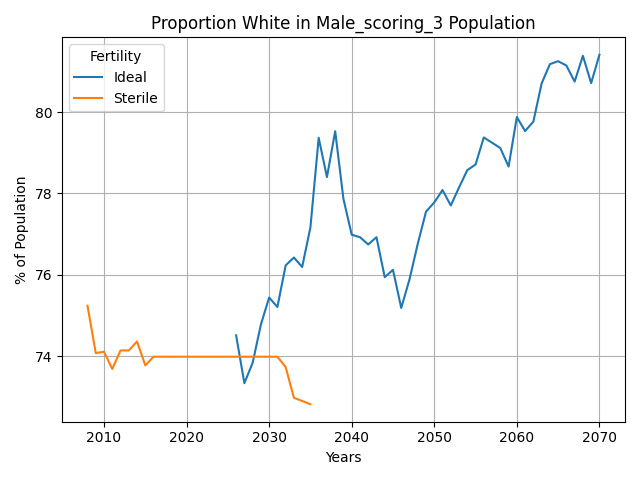 Proportion White in Male_scoring_3 Population
Fertility
Ideal
Sterile
% of Population
80
78
76
74
2010
2020
2030
2040
2050
2060
2070
Years